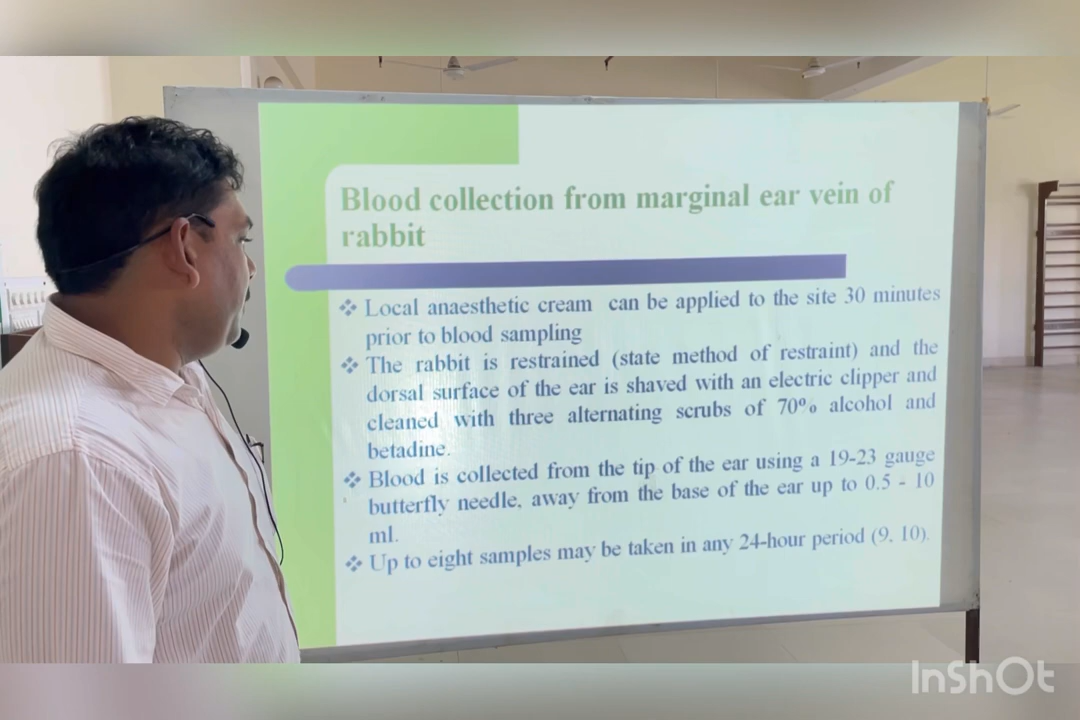 Blood collection from marginal ear vein of
rabbit
❖ Local anaesthetic cream can be applied to the site 30 minutes
prior to blood sampling
❖ The rabbit is restrained (state method of restraint) and the
dorsal surface of the ear is shaved with an electric clipper and
cleaned with three alternating scrubs of 70% alcohol and
betadine.
❖ Blood is collected from the tip of the ear using a 19-23 gauge
butterfly needle, away from the base of the ear up to 0.5 - 10
ml.
❖ Up to eight samples may be taken in any 24-hour period (9, 10).
InShOt